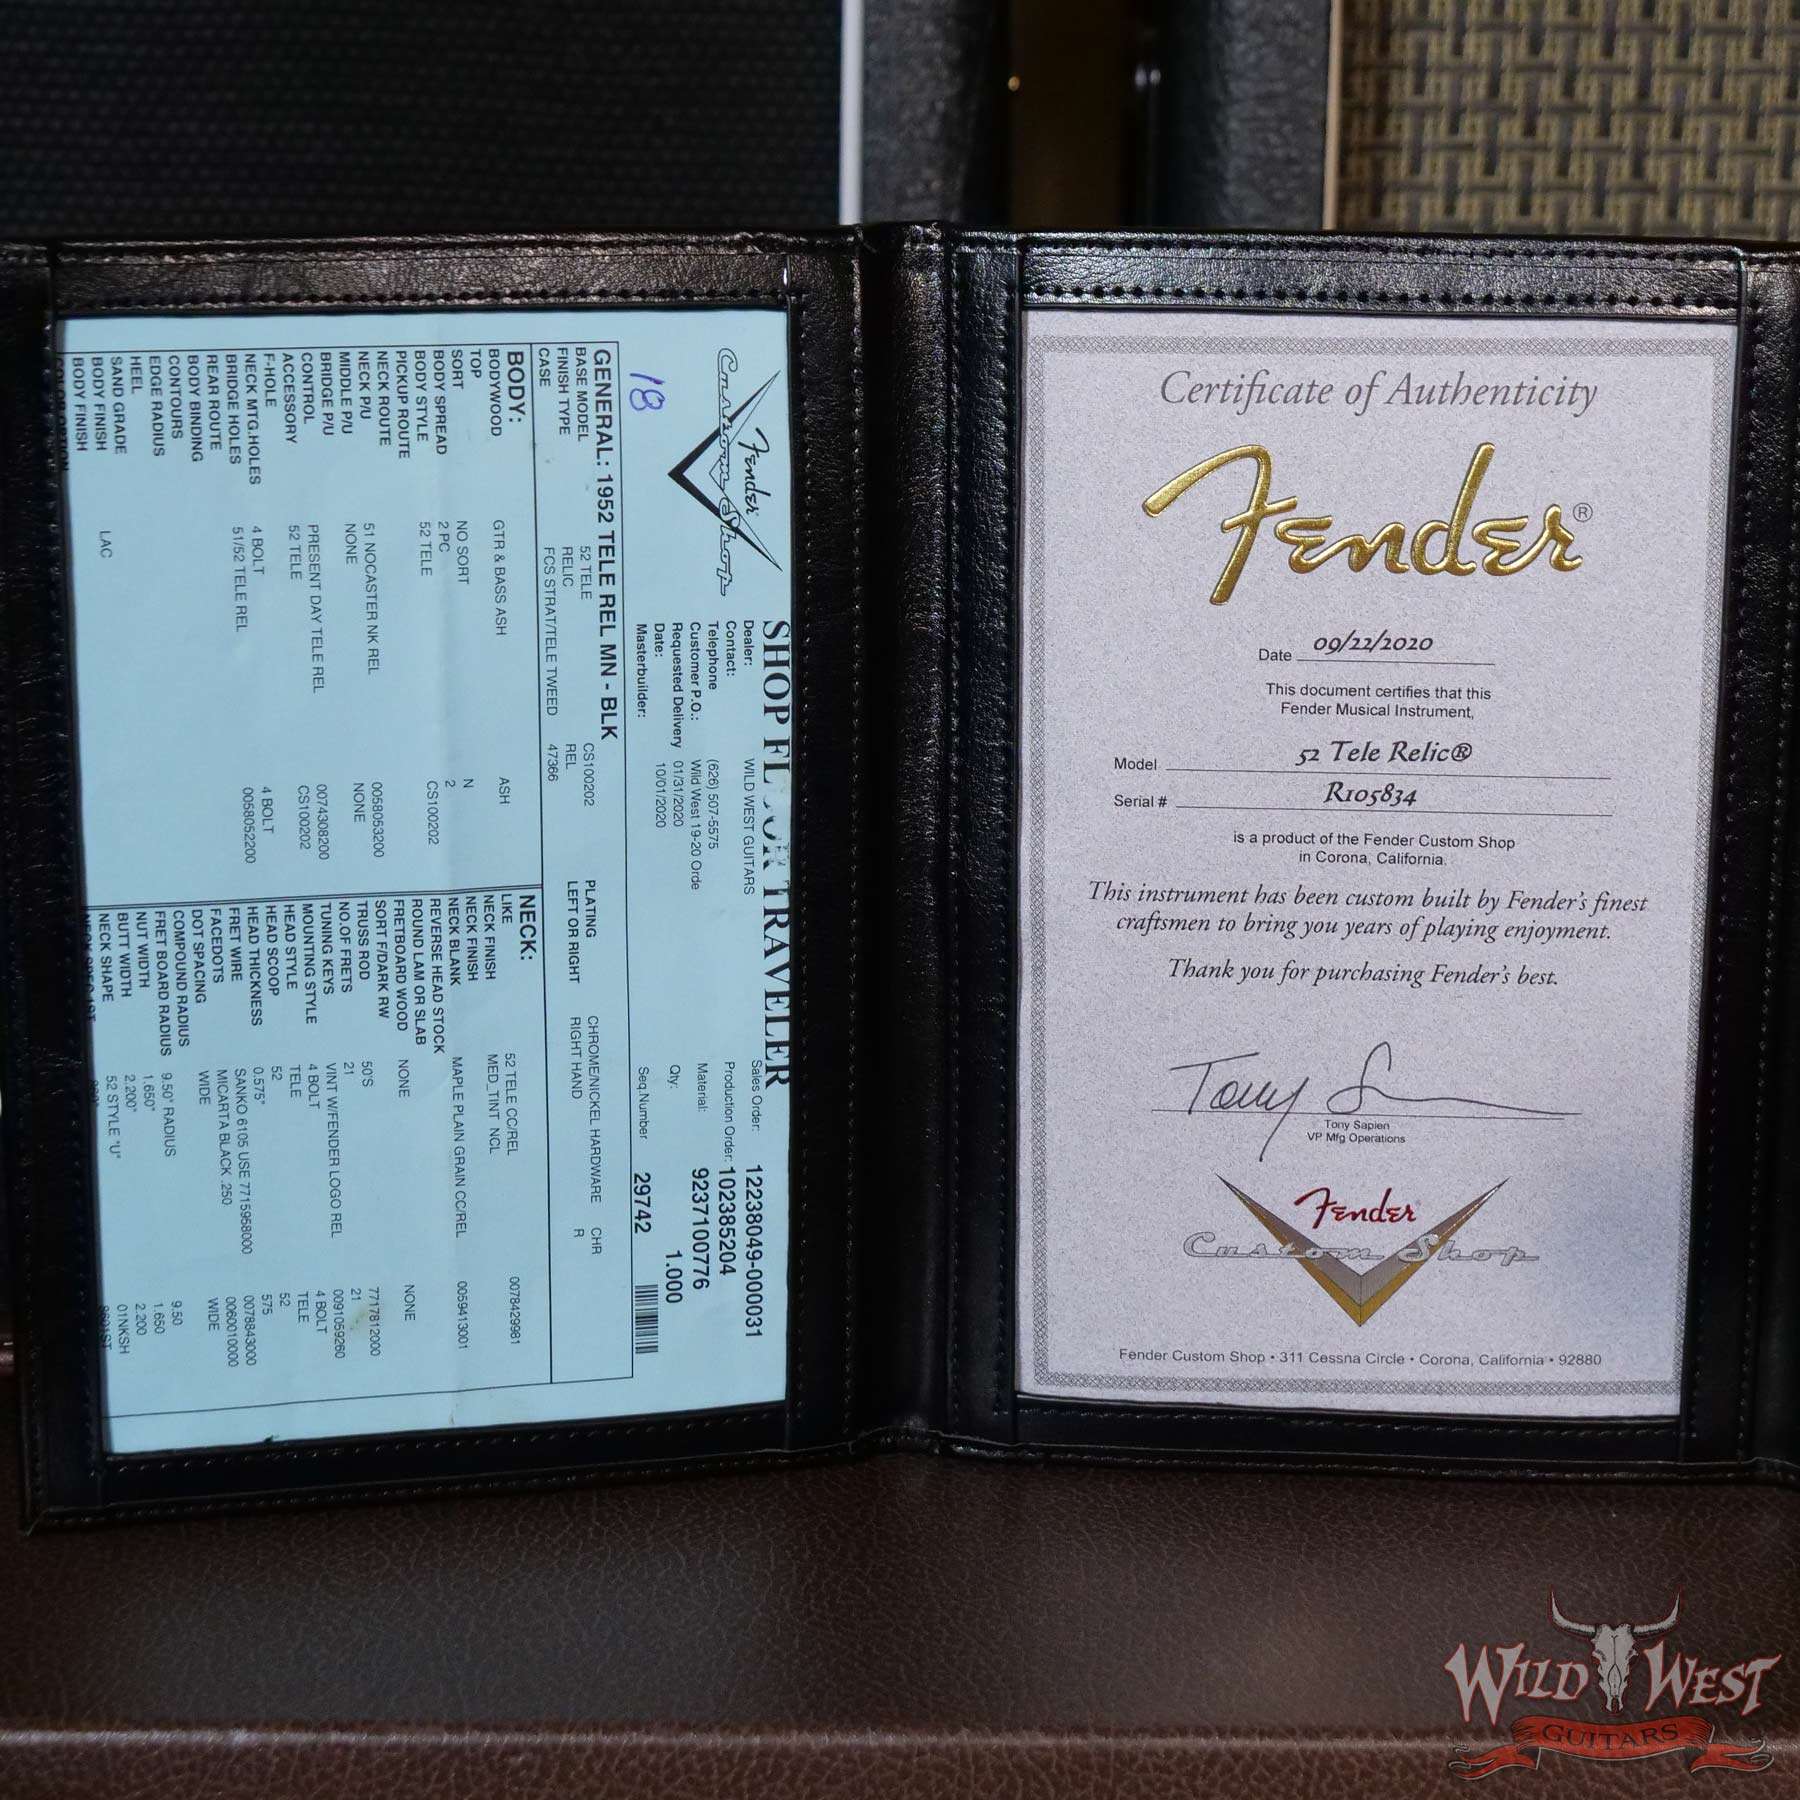 Fender
Custom Shop
18
SHOP FL OR TRAVELER
Dealer: WILD WEST GUITARS
Contact:
Telephone (626) 507-5575
Customer P.O.: Wild West 19-20 Orde
Requested Delivery 01/31/2020
Date: 10/01/2020
Masterbuilder:
Sales Order: 12238049-000031
Production Order: 102385204
Material: 9237100776
Qty: 1.000
Seq.Number 29742
GENERAL: 1952 TELE REL MN - BLK
BASE MODEL 52 TELE CS100202 PLATING CHROME/NICKEL HARDWARE CHR
FINISH TYPE RELIC REL LEFT OR RIGHT RIGHT HAND R
CASE FCS STRAT/TELE TWEED 47366
BODY:
BODYWOOD GTR & BASS ASH ASH
TOP
SORT NO SORT N
BODY SPREAD 2 PC 2
BODY STYLE 52 TELE CS100202
PICKUP ROUTE
NECK ROUTE
NECK P/U 51 NOCASTER NK REL 0058053200
MIDDLE P/U NONE NONE
BRIDGE P/U PRESENT DAY TELE REL 0074308200
CONTROL 52 TELE CS100202
ACCESSORY
F-HOLE
NECK MTG.HOLES 4 BOLT 4 BOLT
BRIDGE HOLES 51/52 TELE REL 0058052200
REAR ROUTE
BODY BINDING
CONTOURS
EDGE RADIUS
HEEL
SAND GRADE
BODY FINISH LAC
BODY FINISH
NECK:
LIKE 52 TELE CC/REL 0078429981
NECK FINISH MED_TINT NCL
NECK FINISH
NECK BLANK MAPLE PLAIN GRAIN CC/REL 0059413001
REVERSE HEAD STOCK
ROUND LAM OR SLAB
FRETBOARD WOOD NONE NONE
SORT F/DARK RW
TRUSS ROD 50'S 7717812000
NO.OF FRETS 21 21
TUNING KEYS VINT W/FENDER LOGO REL 0091059260
MOUNTING STYLE 4 BOLT 4 BOLT
HEAD STYLE TELE TELE
HEAD SCOOP 52 52
HEAD THICKNESS 0.575" 575
FRET WIRE SANKO 6105 USE 7715968000 0078843000
FACEDOTS MICARTA BLACK .250 0060010000
DOT SPACING WIDE WIDE
COMPOUND RADIUS
FRET BOARD RADIUS 9.50" RADIUS 9.50
NUT WIDTH 1.650" 1.650
BUTT WIDTH 2.200" 2.200
NECK SHAPE 52 STYLE "U" 01NKSH
Certificate of Authenticity
Fender®
Date 09/22/2020
This document certifies that this
Fender Musical Instrument,
Model 52 Tele Relic®
Serial # R105834
is a product of the Fender Custom Shop
in Corona, California.
This instrument has been custom built by Fender's finest
craftsmen to bring you years of playing enjoyment.
Thank you for purchasing Fender's best.
Tony S
Tony Sapien
VP Mfg Operations
Fender
Custom Shop
Fender Custom Shop • 311 Cessna Circle • Corona, California • 92880
WILD WEST
GUITARS